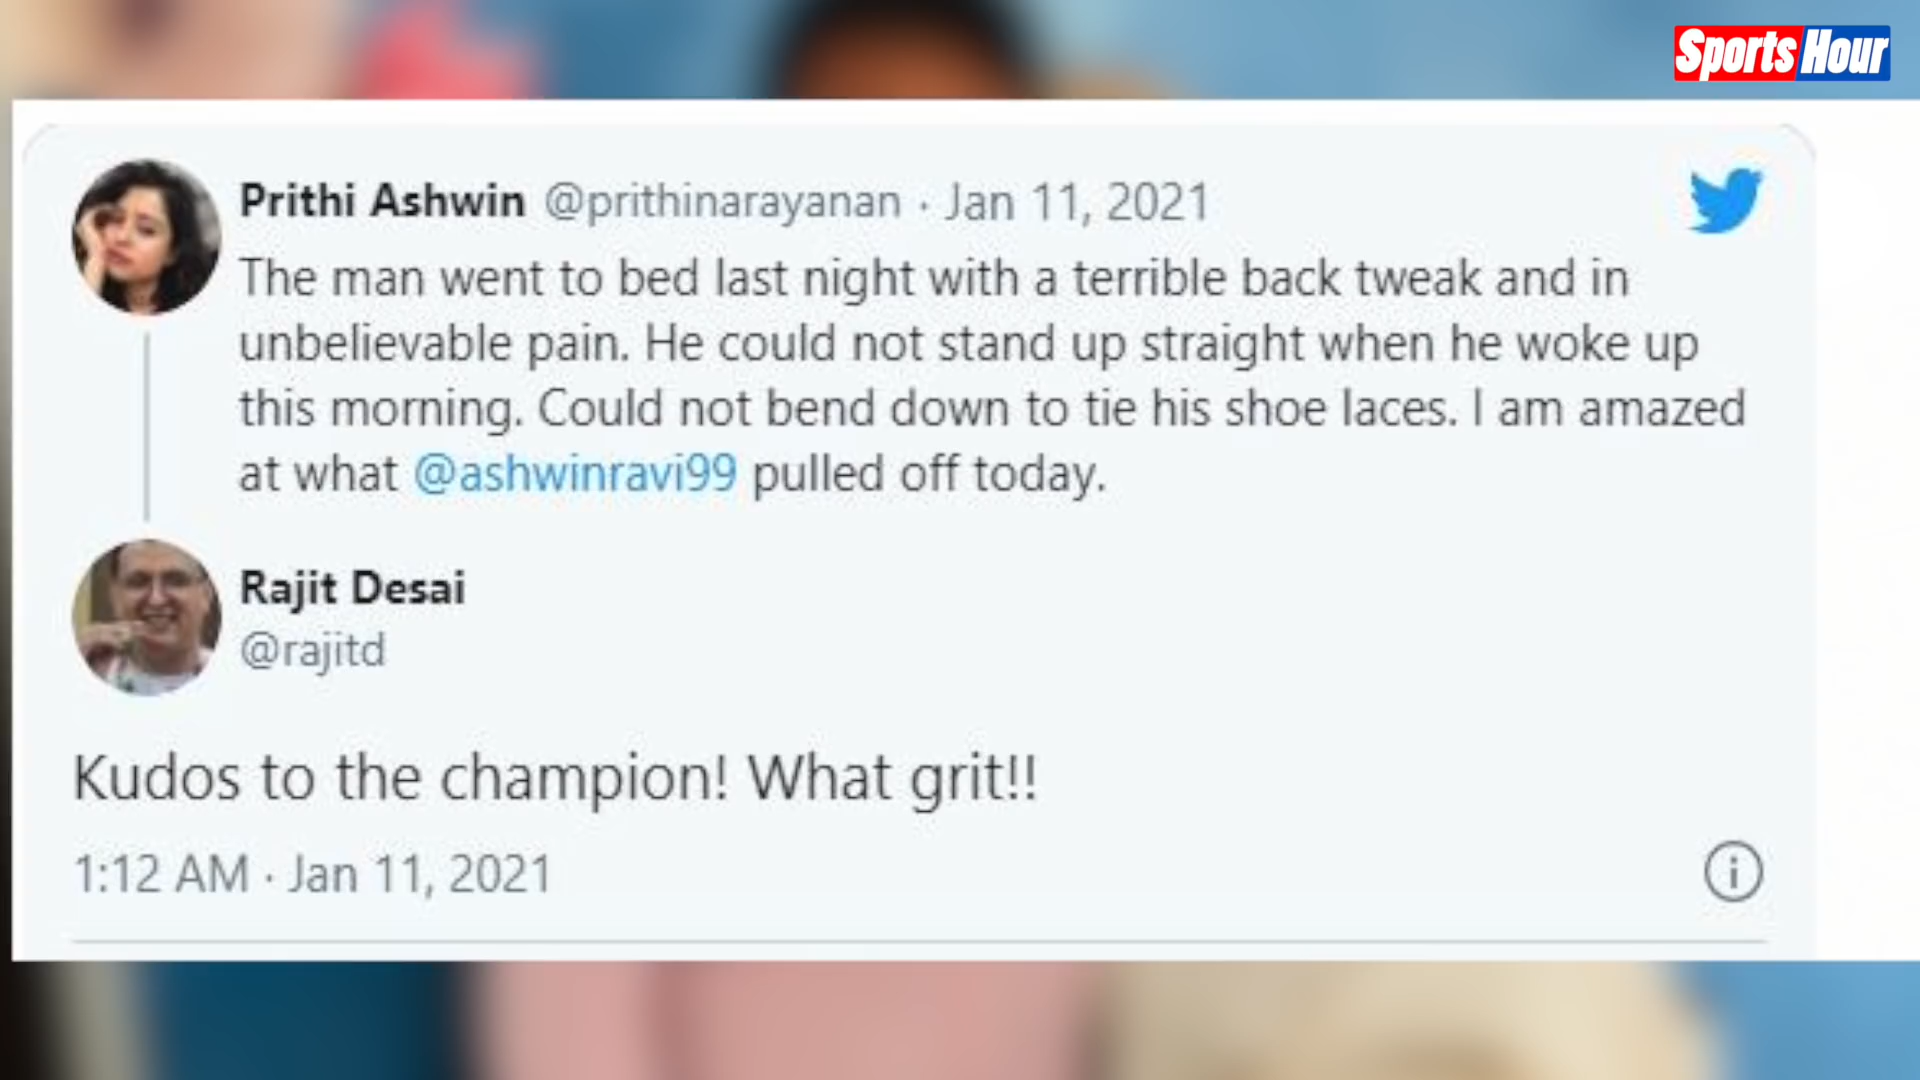 SportsHour
Prithi Ashwin @prithinarayanan · Jan 11, 2021
The man went to bed last night with a terrible back tweak and in
unbelievable pain. He could not stand up straight when he woke up
this morning. Could not bend down to tie his shoe laces. I am amazed
at what @ashwinravi99 pulled off today.
Rajit Desai
@rajitd
Kudos to the champion! What grit!!
1:12 AM · Jan 11, 2021